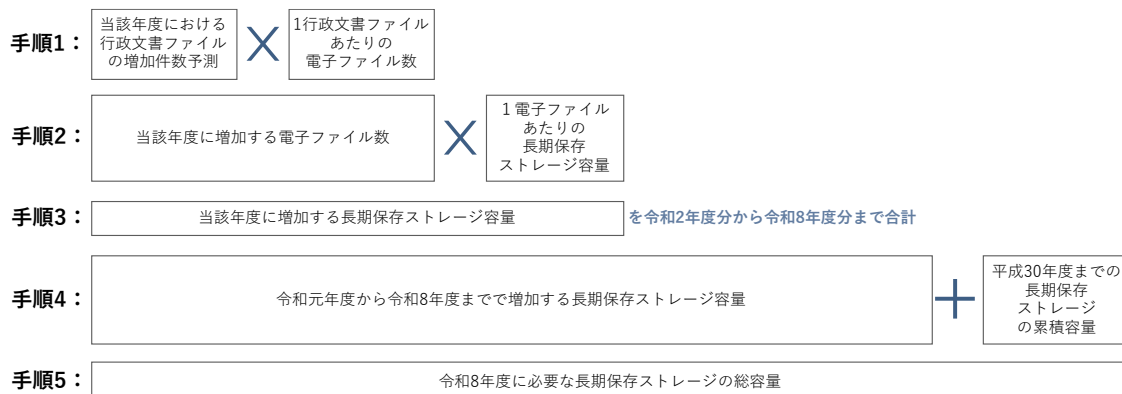 手順1：
当該年度における
行政文書ファイル
の増加件数予測
×
1行政文書ファイル
あたりの
電子ファイル数
手順2：
当該年度に増加する電子ファイル数
×
１電子ファイル
あたりの
長期保存
ストレージ容量
手順3：
当該年度に増加する長期保存ストレージ容量
を令和2年度分から令和8年度分まで合計
手順4：
令和元年度から令和8年度までで増加する長期保存ストレージ容量
＋
平成30年度までの
長期保存
ストレージ
の累積容量
手順5：
令和8年度に必要な長期保存ストレージの総容量